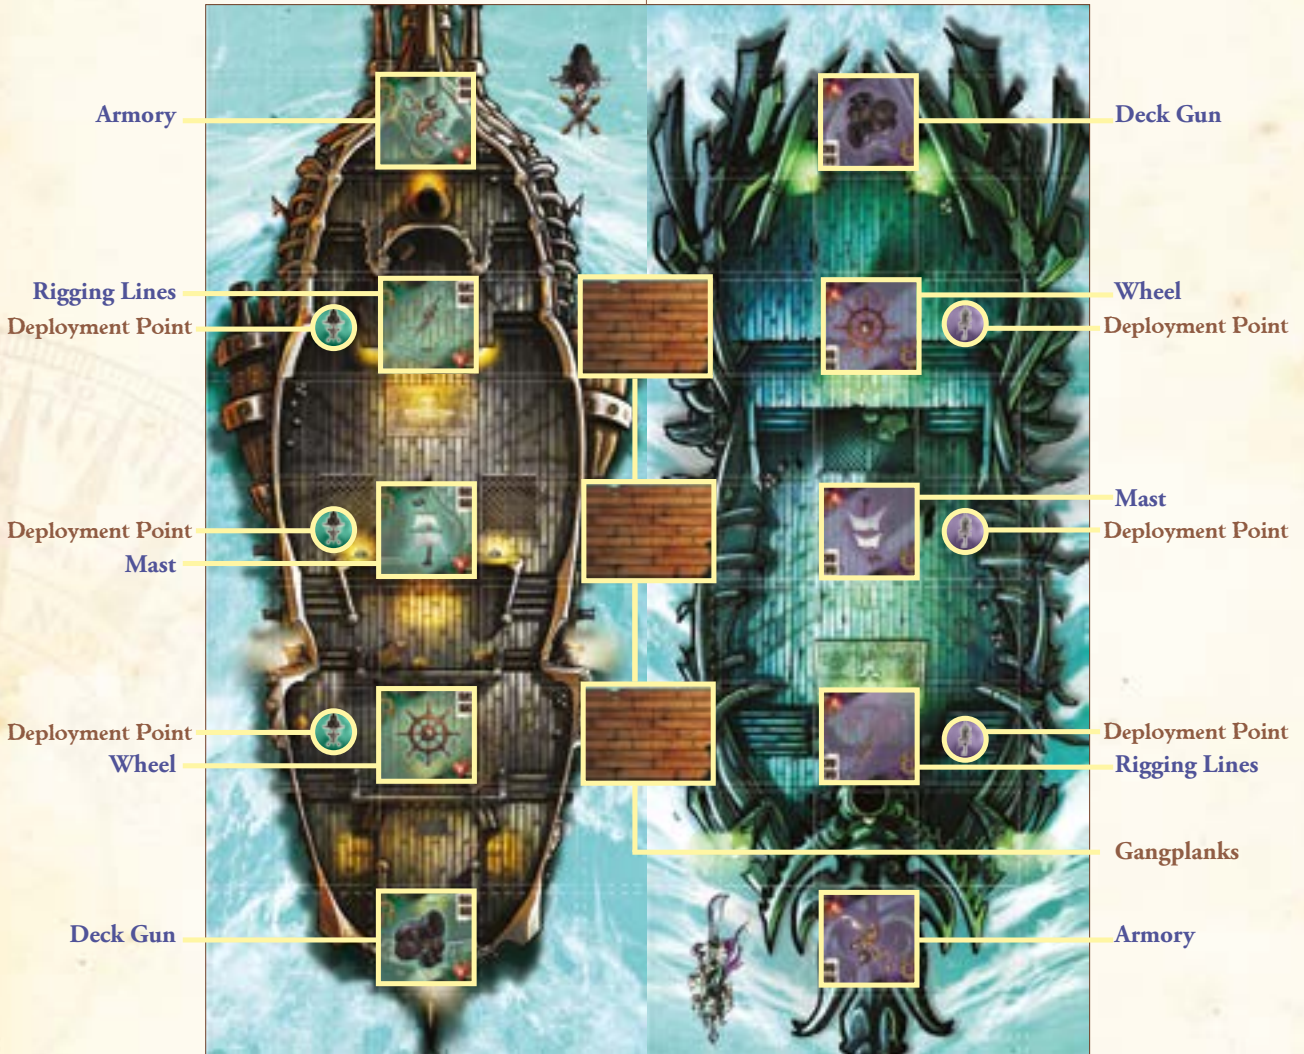 Armory
Rigging Lines
Deployment Point
Deployment Point
Mast
Deployment Point
Wheel
Deck Gun
Deck Gun
Wheel
Deployment Point
Mast
Deployment Point
Deployment Point
Rigging Lines
Gangplanks
Armory